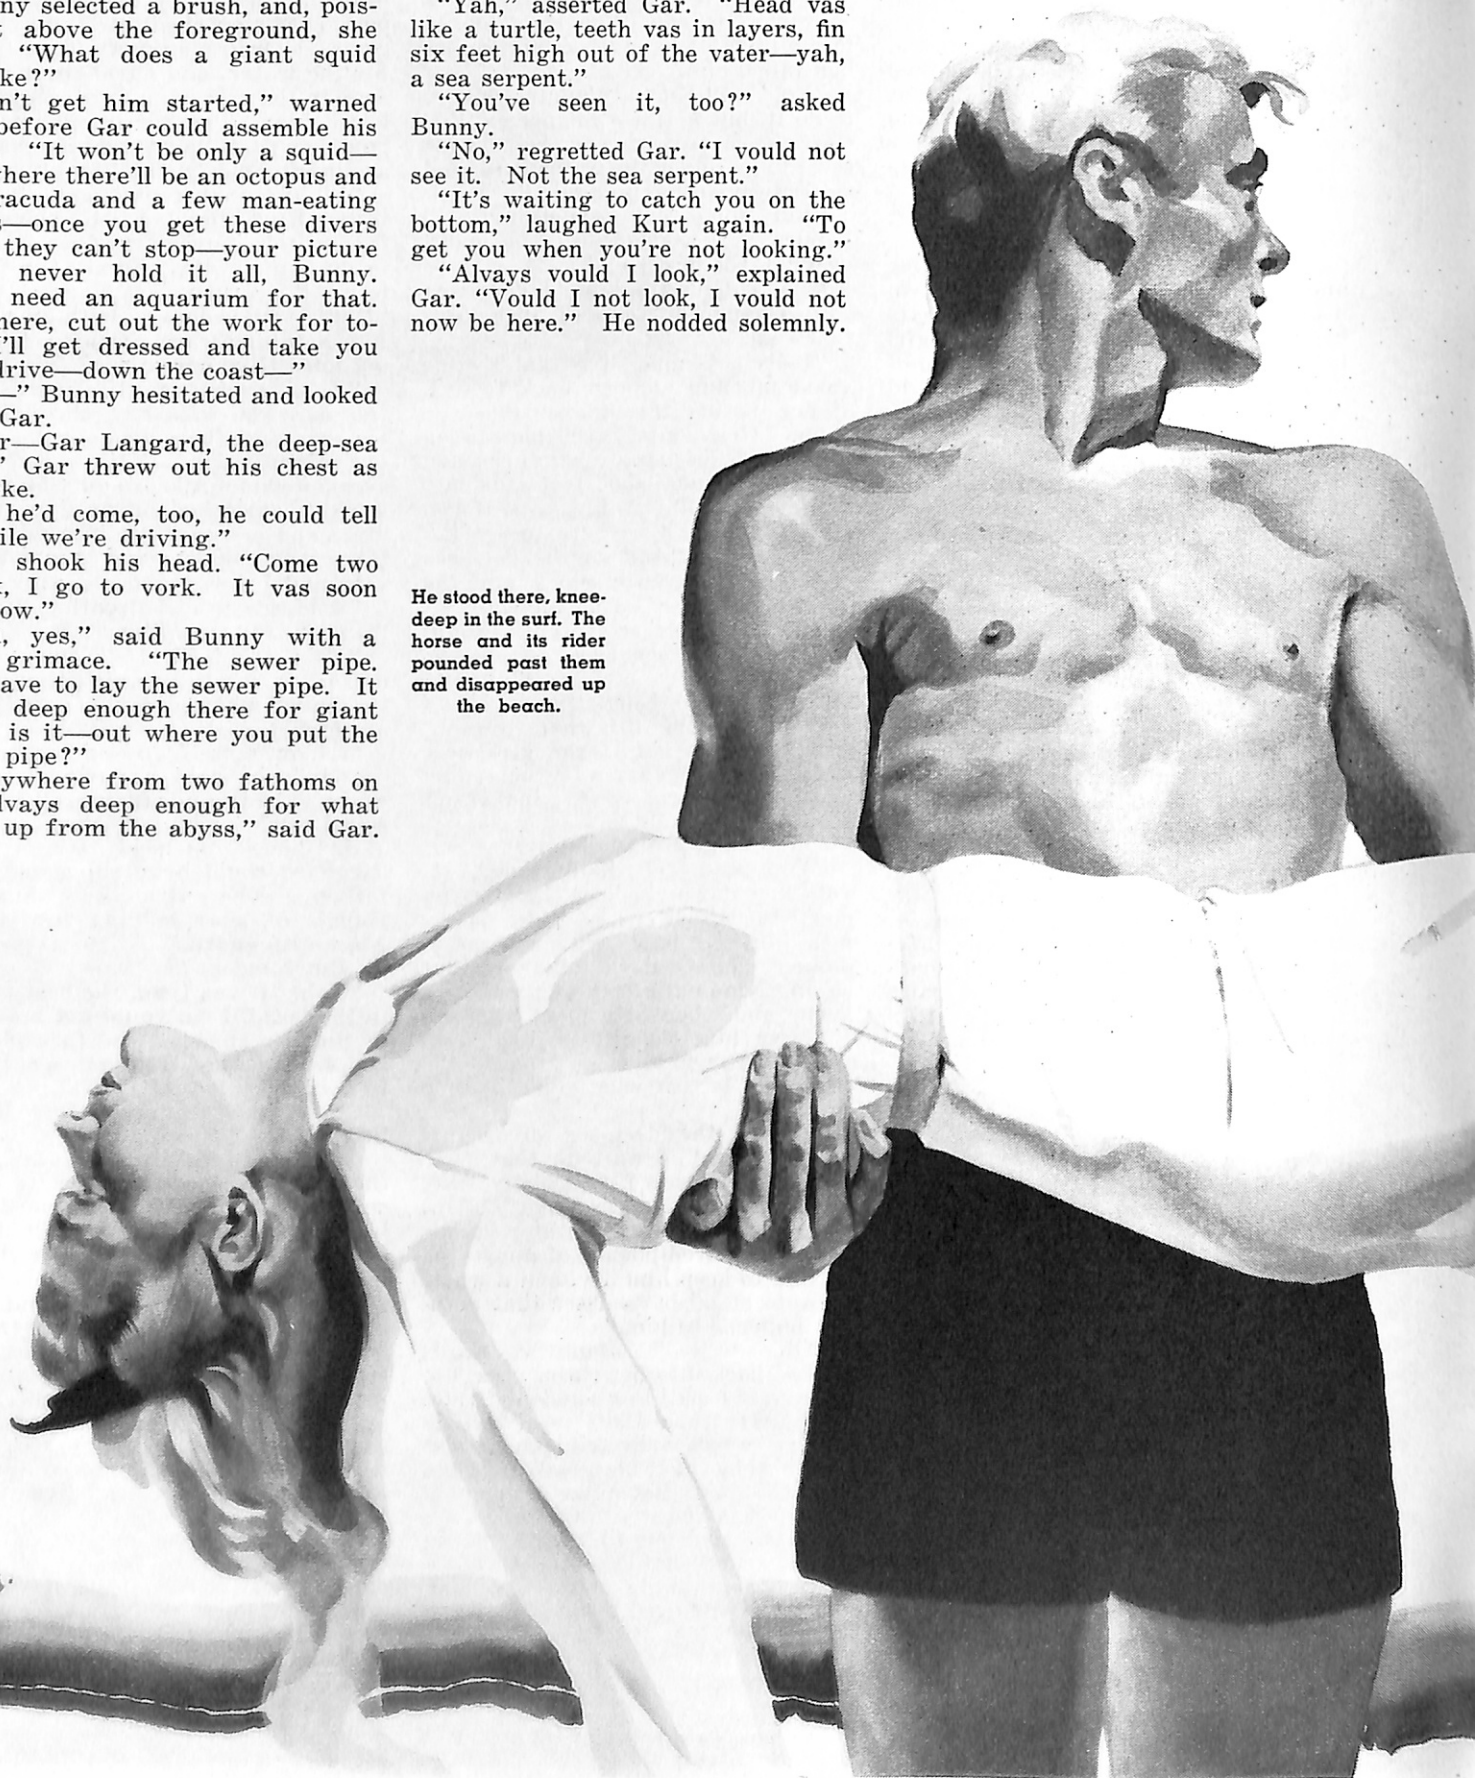 ny selected a brush, and, pois-
above the foreground, she
“What does a giant squid
ke?”
n’t get him started,” warned
before Gar could assemble his
“It won’t be only a squid—
here there’ll be an octopus and
racuda and a few man-eating
—once you get these divers
they can’t stop—your picture
never hold it all, Bunny.
need an aquarium for that.
here, cut out the work for to-
’ll get dressed and take you
drive—down the coast—”
—” Bunny hesitated and looked
Gar.
r—Gar Langard, the deep-sea
” Gar threw out his chest as
ke.
he’d come, too, he could tell
ile we’re driving.”
shook his head. “Come two
, I go to vork. It vas soon
ow.”
, yes,” said Bunny with a
grimace. “The sewer pipe.
ave to lay the sewer pipe. It
deep enough there for giant
is it—out where you put the
pipe?”
ywhere from two fathoms on
lvays deep enough for what
up from the abyss,” said Gar.
“Yah,” asserted Gar. “Head vas
like a turtle, teeth vas in layers, fin
six feet high out of the vater—yah,
a sea serpent.”
“You’ve seen it, too?” asked
Bunny.
“No,” regretted Gar. “I vould not
see it. Not the sea serpent.”
“It’s waiting to catch you on the
bottom,” laughed Kurt again. “To
get you when you’re not looking.”
“Alvays vould I look,” explained
Gar. “Vould I not look, I vould not
now be here.” He nodded solemnly.
He stood there, knee-
deep in the surf. The
horse and its rider
pounded past them
and disappeared up
the beach.